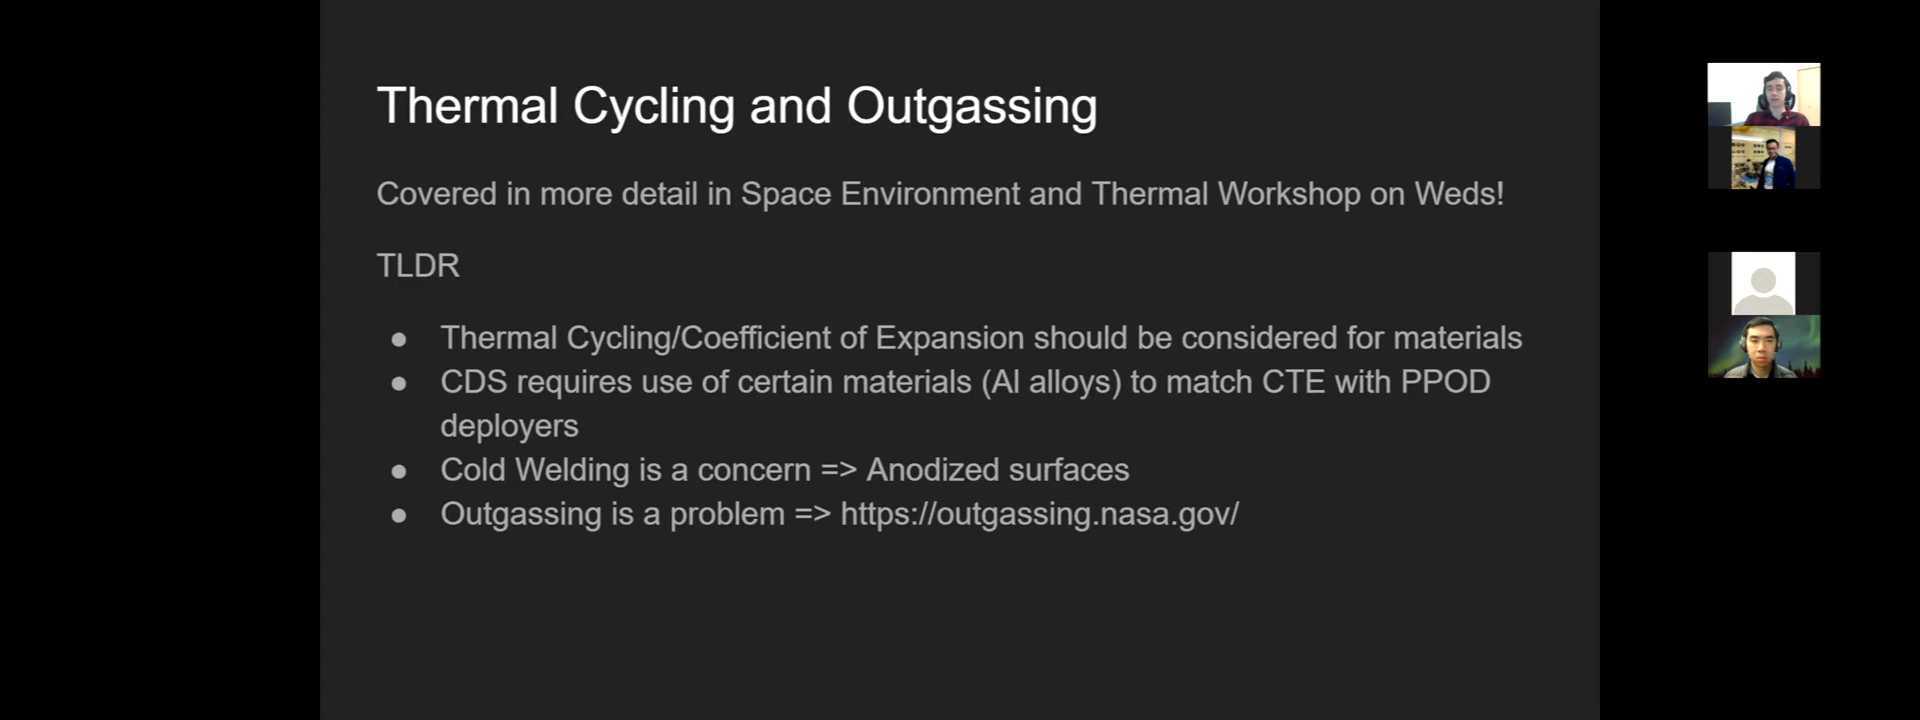 Thermal Cycling and Outgassing
Covered in more detail in Space Environment and Thermal Workshop on Weds!
TLDR
● Thermal Cycling/Coefficient of Expansion should be considered for materials
● CDS requires use of certain materials (Al alloys) to match CTE with PPOD
deployers
● Cold Welding is a concern => Anodized surfaces
● Outgassing is a problem => https://outgassing.nasa.gov/